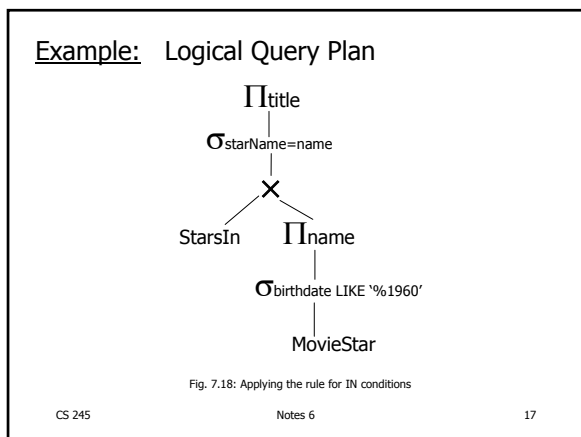 Example: Logical Query Plan
Πtitle
σstarName=name
×
StarsIn Πname
σbirthdate LIKE ‘%1960’
MovieStar
Fig. 7.18: Applying the rule for IN conditions
CS 245 Notes 6 17